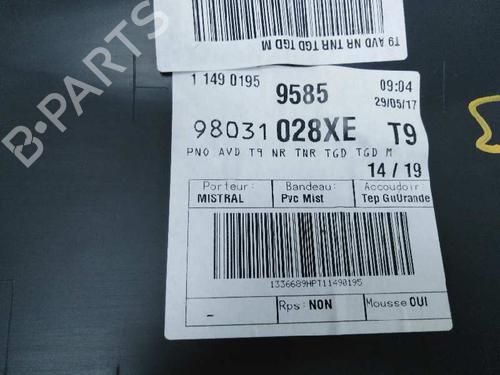 T9 AVD NR TNR TGD TGD M
1 149 0195
9585
09:04
29/05/17
98031 028XE T9
PNO AVD T9 NR TNR TGD TGD M
14 / 19
Porteur: Bandeau: Accoudoir
MISTRAL Pvc Mist Tep GuUrande
1336689HPT11490195
- Rps: NON Mousse OUI
B-PARTS